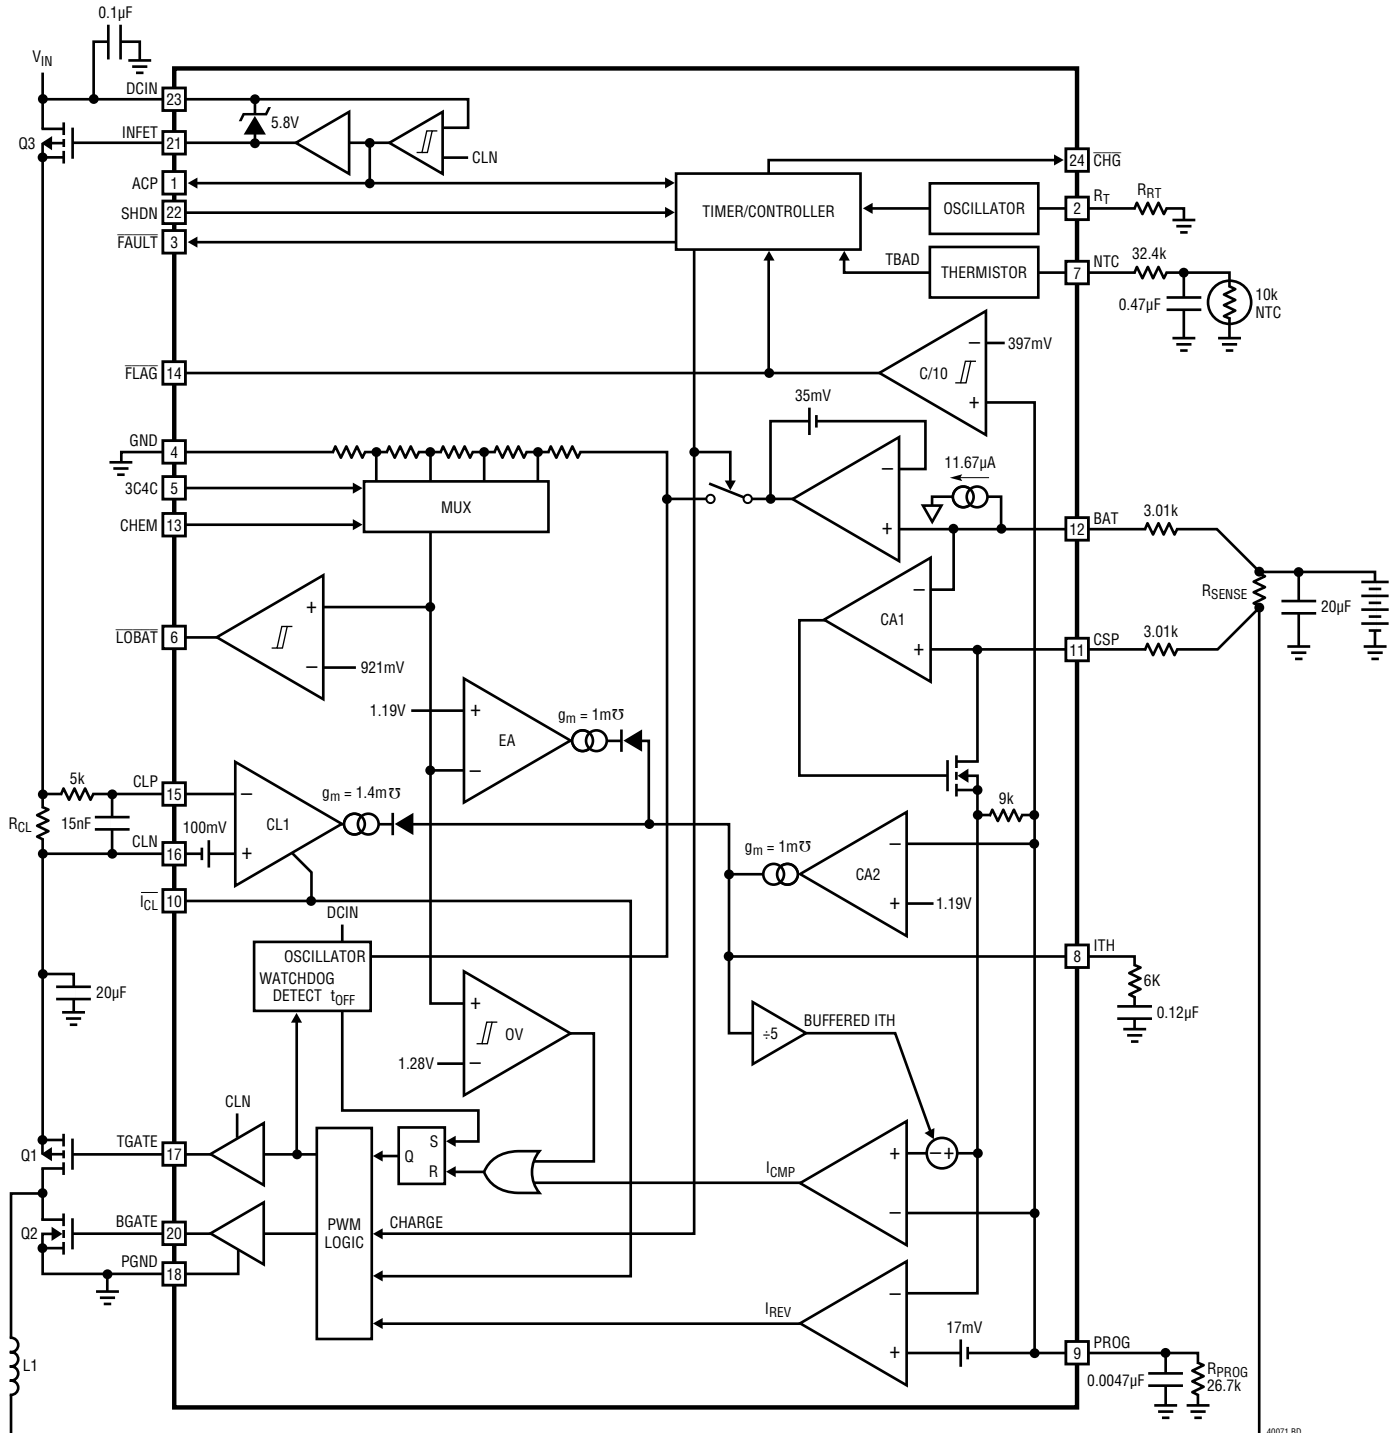 0.1µF
VIN
DCIN
23
5.8V
INFET
21
Q3
CLN
ACP
1
SHDN
22
FAULT
3
TIMER/CONTROLLER
24
CHG
OSCILLATOR
2
RT
RRT
TBAD
THERMISTOR
7
NTC
32.4k
0.47µF
10k
NTC
397mV
C/10
FLAG
14
35mV
GND
4
3C4C
5
CHEM
13
MUX
11.67µA
12
BAT
3.01k
RSENSE
20µF
CA1
11
CSP
3.01k
LOBAT
6
921mV
1.19V
EA
gm = 1m℧
5k
CLP
15
gm = 1.4m℧
RCL
15nF
CLN
16
100mV
CL1
9k
gm = 1m℧
CA2
1.19V
ICL
10
DCIN
OSCILLATOR
WATCHDOG
DETECT tOFF
20µF
8
ITH
6K
0.12µF
OV
1.28V
÷5
BUFFERED ITH
CLN
TGATE
17
Q1
S
Q
R
ICMP
BGATE
20
Q2
PWM
LOGIC
CHARGE
PGND
18
IREV
17mV
9
PROG
0.0047µF
RPROG
26.7k
L1
40071 BD